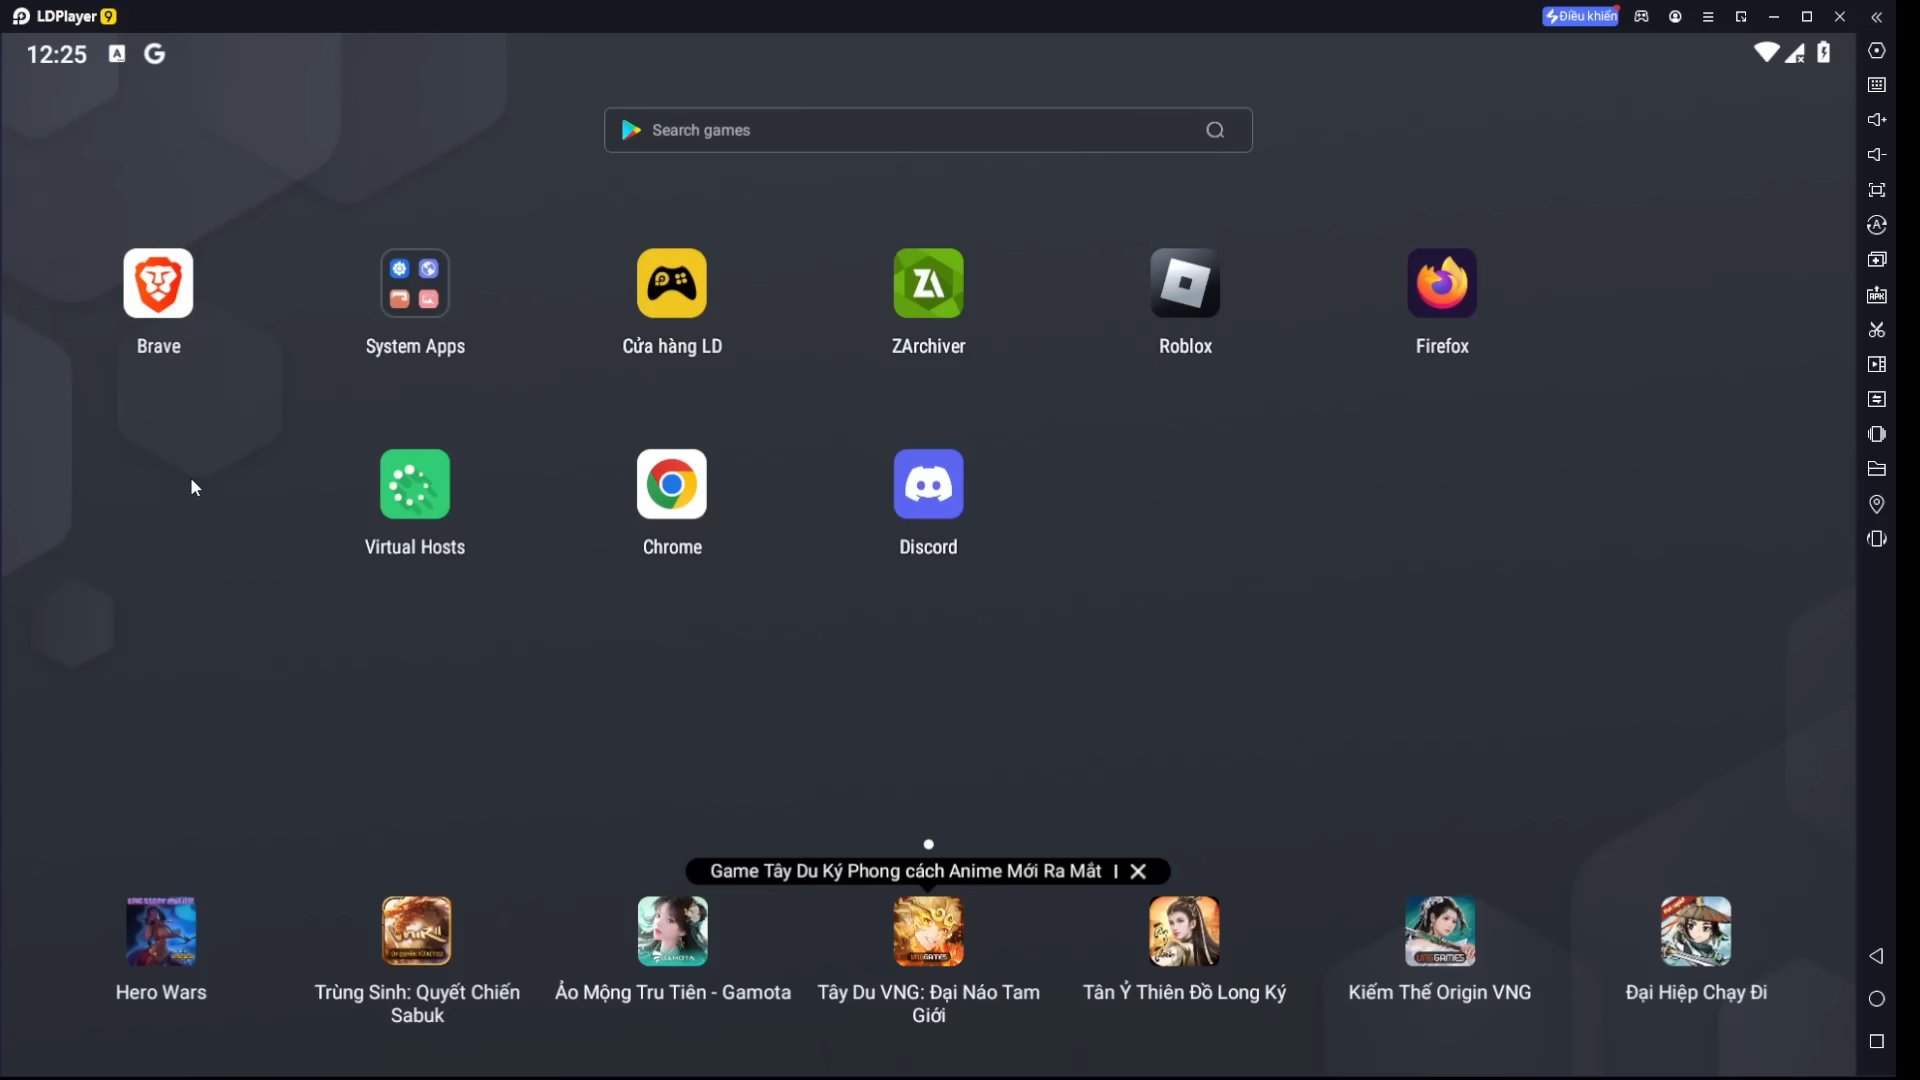 LDPlayer 9
Điều khiển
12:25
Search games
Brave
System Apps
Cửa hàng LD
ZArchiver
Roblox
Firefox
Virtual Hosts
Chrome
Discord
Game Tây Du Ký Phong cách Anime Mới Ra Mắt
Hero Wars
Trùng Sinh: Quyết Chiến
Sabuk
Ảo Mộng Tru Tiên - Gamota
Tây Du VNG: Đại Náo Tam
Giới
Tân Ỷ Thiên Đồ Long Ký
Kiếm Thế Origin VNG
Đại Hiệp Chạy Đi